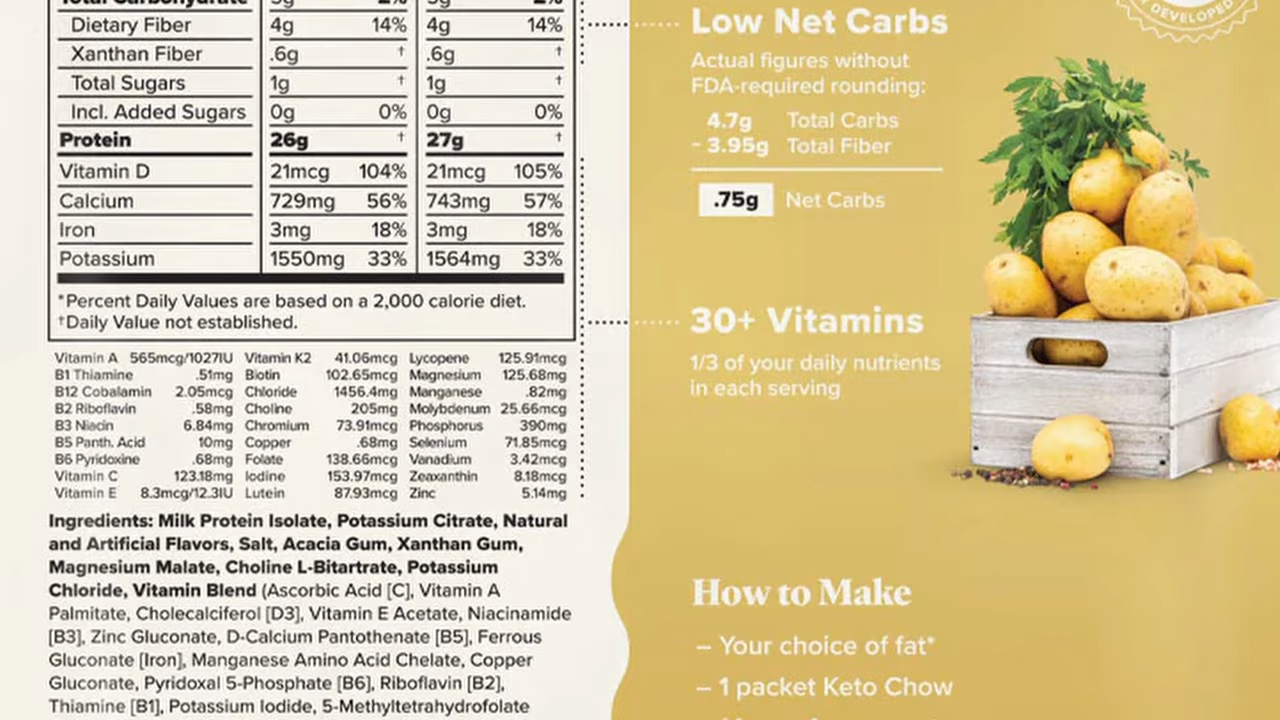 Total Carbohydrate 5g 2% 5g 2%
Dietary Fiber 4g 14% 4g 14%
Xanthan Fiber .6g † .6g †
Total Sugars 1g † 1g †
Incl. Added Sugars 0g 0% 0g 0%
Protein 26g † 27g †
Vitamin D 21mcg 104% 21mcg 105%
Calcium 729mg 56% 743mg 57%
Iron 3mg 18% 3mg 18%
Potassium 1550mg 33% 1564mg 33%
*Percent Daily Values are based on a 2,000 calorie diet.
†Daily Value not established.
Vitamin A 565mcg/1027IU Vitamin K2 41.06mcg Lycopene 125.91mcg
B1 Thiamine .51mg Biotin 102.65mcg Magnesium 125.68mg
B12 Cobalamin 2.05mcg Chloride 1456.4mg Manganese .82mg
B2 Riboflavin .58mg Choline 205mg Molybdenum 25.66mcg
B3 Niacin 6.84mg Chromium 73.91mcg Phosphorus 390mg
B5 Panth. Acid 10mg Copper .68mg Selenium 71.85mcg
B6 Pyridoxine .68mg Folate 138.66mcg Vanadium 3.42mcg
Vitamin C 123.18mg Iodine 153.97mcg Zeaxanthin 8.18mcg
Vitamin E 8.3mcg/12.3IU Lutein 87.93mcg Zinc 5.14mg
Ingredients: Milk Protein Isolate, Potassium Citrate, Natural
and Artificial Flavors, Salt, Acacia Gum, Xanthan Gum,
Magnesium Malate, Choline L-Bitartrate, Potassium
Chloride, Vitamin Blend (Ascorbic Acid [C], Vitamin A
Palmitate, Cholecalciferol [D3], Vitamin E Acetate, Niacinamide
[B3], Zinc Gluconate, D-Calcium Pantothenate [B5], Ferrous
Gluconate [Iron], Manganese Amino Acid Chelate, Copper
Gluconate, Pyridoxal 5-Phosphate [B6], Riboflavin [B2],
Thiamine [B1], Potassium Iodide, 5-Methyltetrahydrofolate
Low Net Carbs
Actual figures without
FDA-required rounding:
4.7g Total Carbs
- 3.95g Total Fiber
.75g Net Carbs
30+ Vitamins
1/3 of your daily nutrients
in each serving
How to Make
– Your choice of fat*
– 1 packet Keto Chow
DEVELOPED